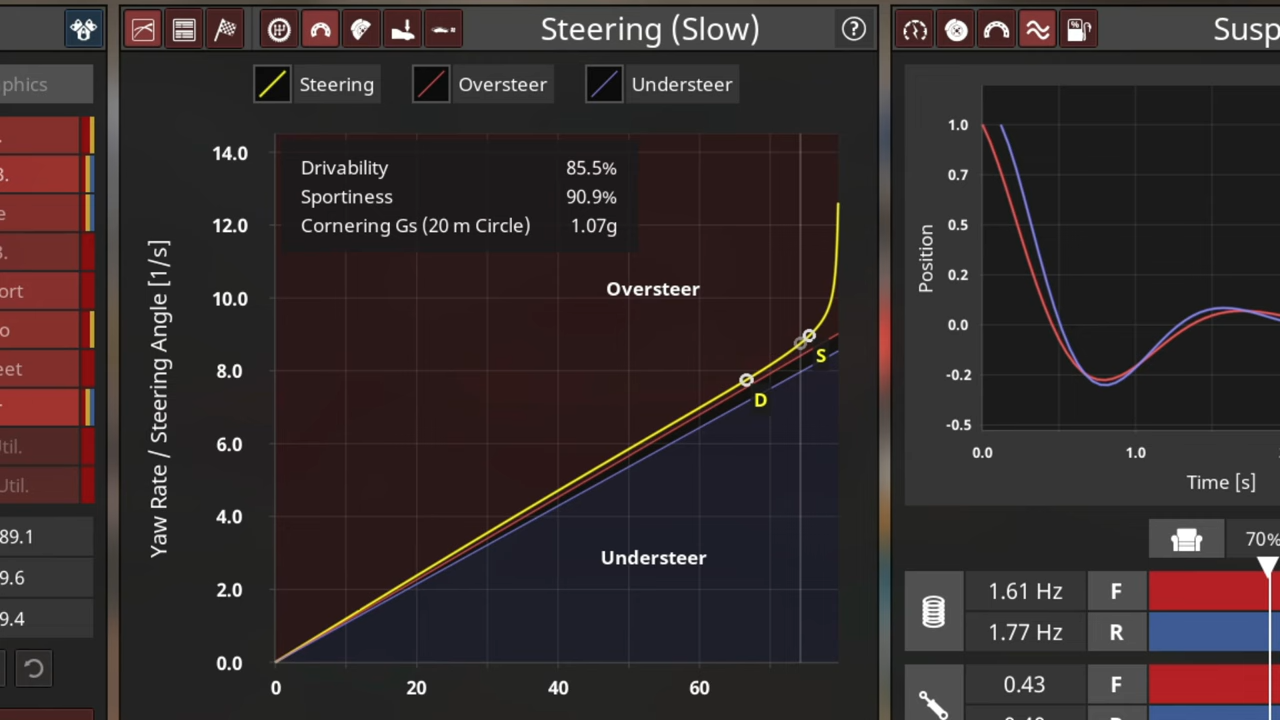 phics
3.
e
3.
ort
o
eet
r
til.
Util.
89.1
9.6
9.4
Steering (Slow)
?
Steering
Oversteer
Understeer
Drivability 85.5%
Sportiness 90.9%
Cornering Gs (20 m Circle) 1.07g
Yaw Rate / Steering Angle [1/s]
14.0
12.0
10.0
8.0
6.0
4.0
2.0
0.0
Oversteer
S
D
Understeer
0 20 40 60
Susp
%
Position
1.0
0.7
0.5
0.2
0.0
-0.2
-0.5
0.0 1.0
Time [s]
70%
1.61 Hz F
1.77 Hz R
0.43 F